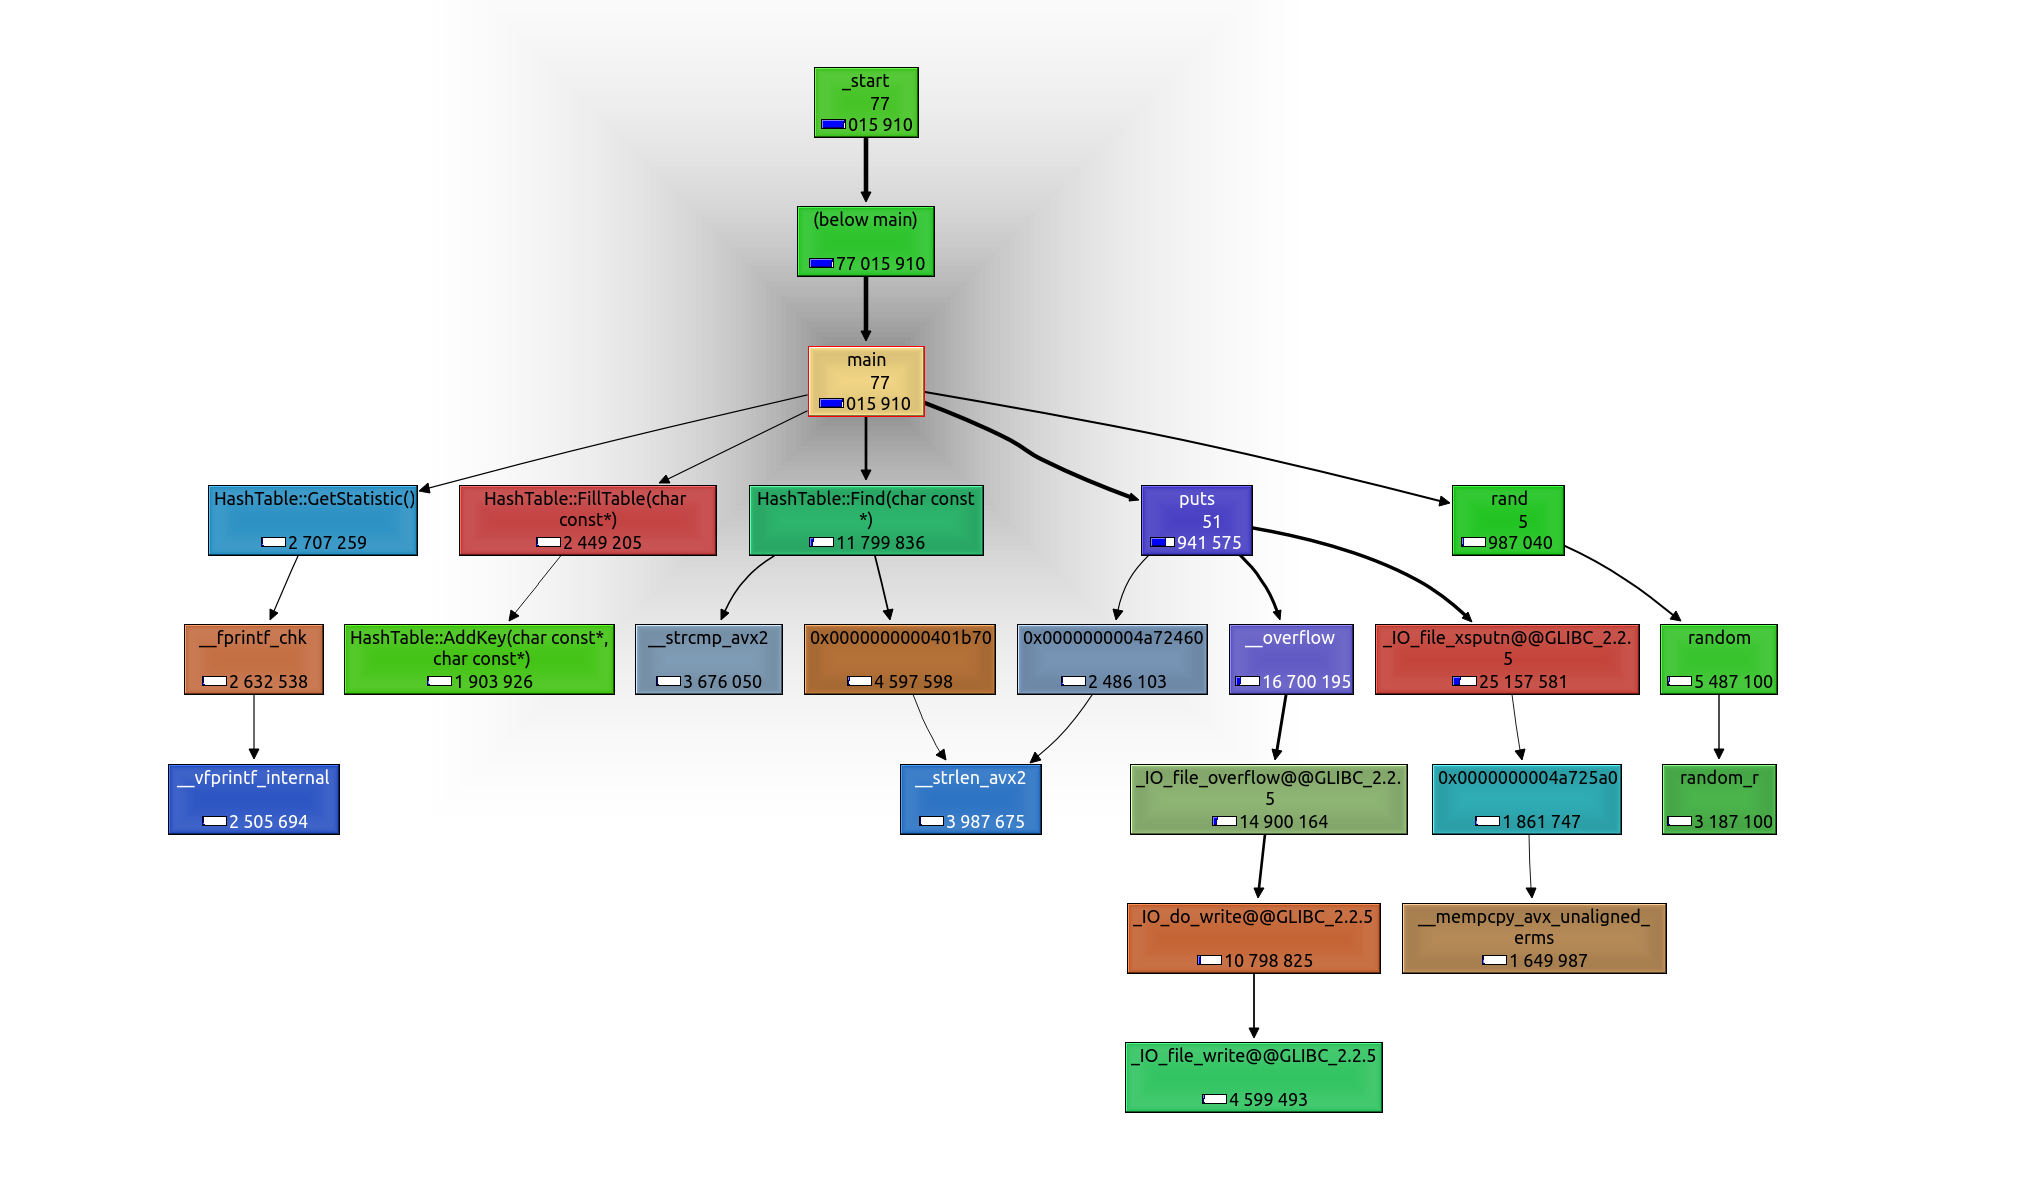 _start
77
015 910
(below main)
77 015 910
main
77
015 910
HashTable::GetStatistic()
2 707 259
HashTable::FillTable(char
const*)
2 449 205
HashTable::Find(char const
*)
11 799 836
puts
51
941 575
rand
5
987 040
__fprintf_chk
2 632 538
HashTable::AddKey(char const*,
char const*)
1 903 926
__strcmp_avx2
3 676 050
0x0000000000401b70
4 597 598
0x0000000004a72460
2 486 103
__overflow
16 700 195
_IO_file_xsputn@@GLIBC_2.2.
5
25 157 581
random
5 487 100
__vfprintf_internal
2 505 694
__strlen_avx2
3 987 675
_IO_file_overflow@@GLIBC_2.2.
5
14 900 164
0x0000000004a725a0
1 861 747
random_r
3 187 100
_IO_do_write@@GLIBC_2.2.5
10 798 825
__mempcpy_avx_unaligned_
erms
1 649 987
_IO_file_write@@GLIBC_2.2.5
4 599 493